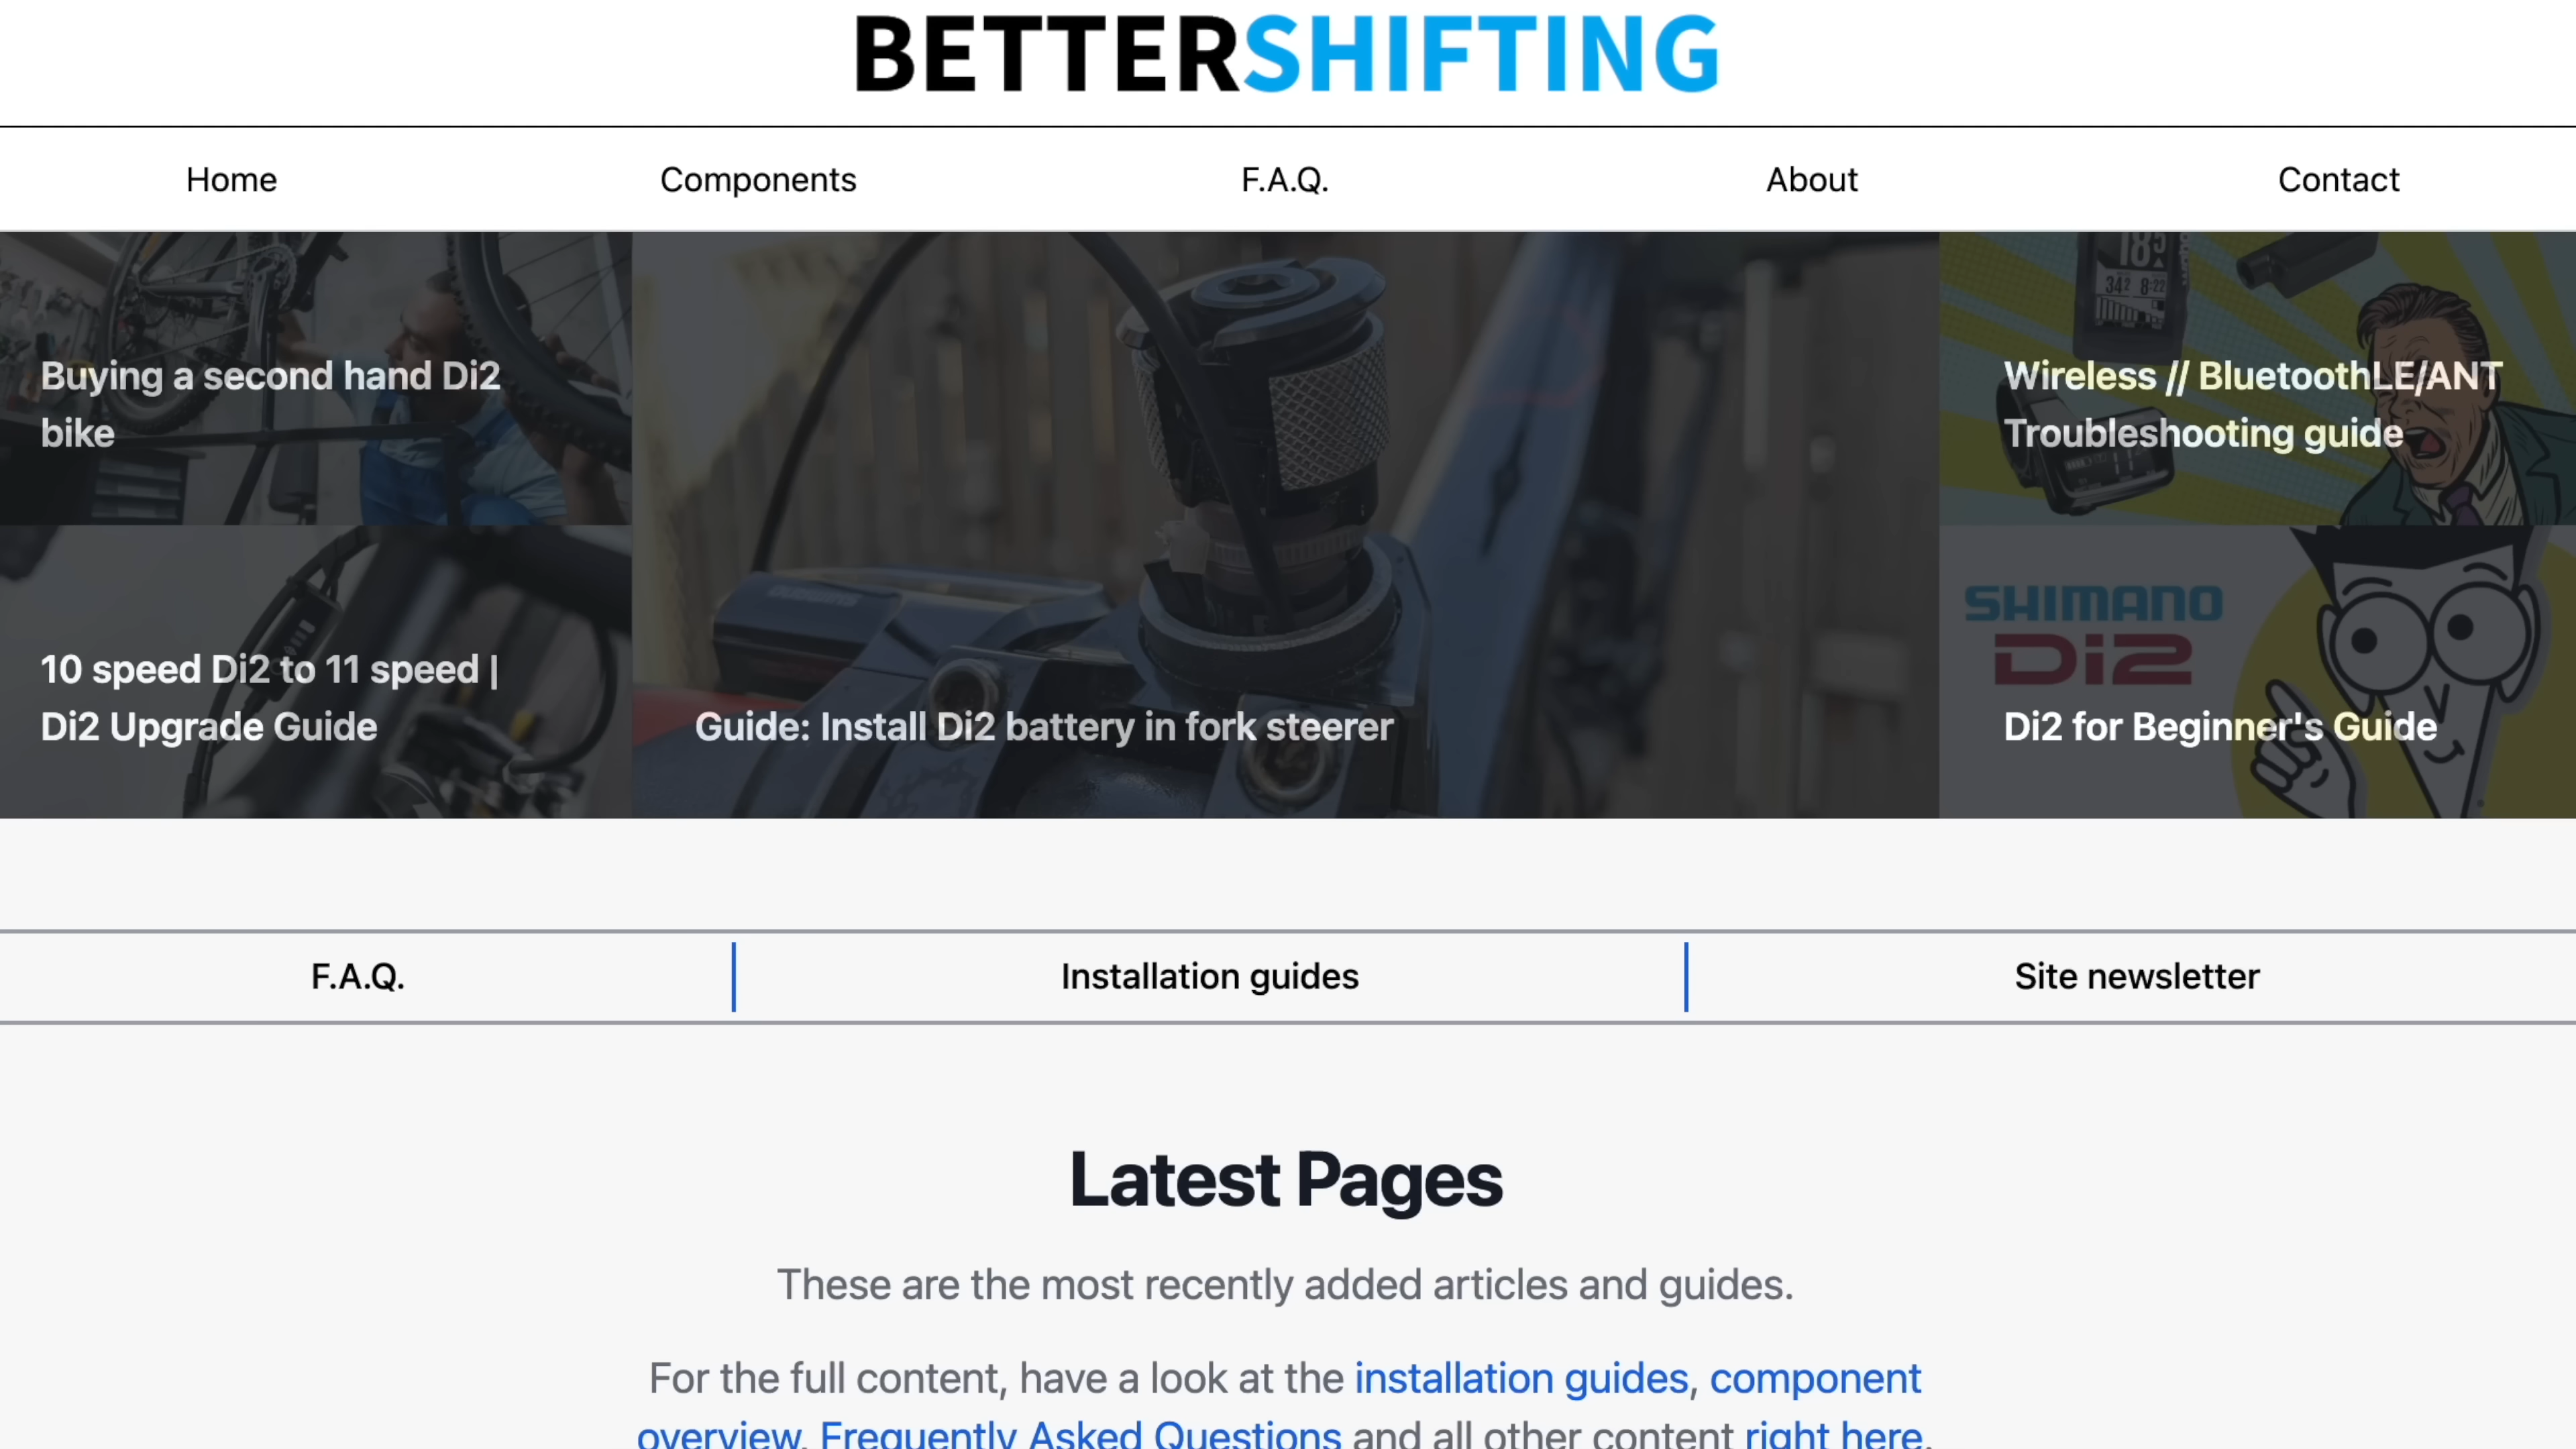 BETTERSHIFTING
Home
Components
F.A.Q.
About
Contact
Buying a second hand Di2
bike
10 speed Di2 to 11 speed |
Di2 Upgrade Guide
Guide: Install Di2 battery in fork steerer
342 8:22
Wireless // BluetoothLE/ANT
Troubleshooting guide
SHIMANO
Di2
Di2 for Beginner's Guide
F.A.Q.
Installation guides
Site newsletter
Latest Pages
These are the most recently added articles and guides.
For the full content, have a look at the installation guides, component
overview, Frequently Asked Questions and all other content right here.